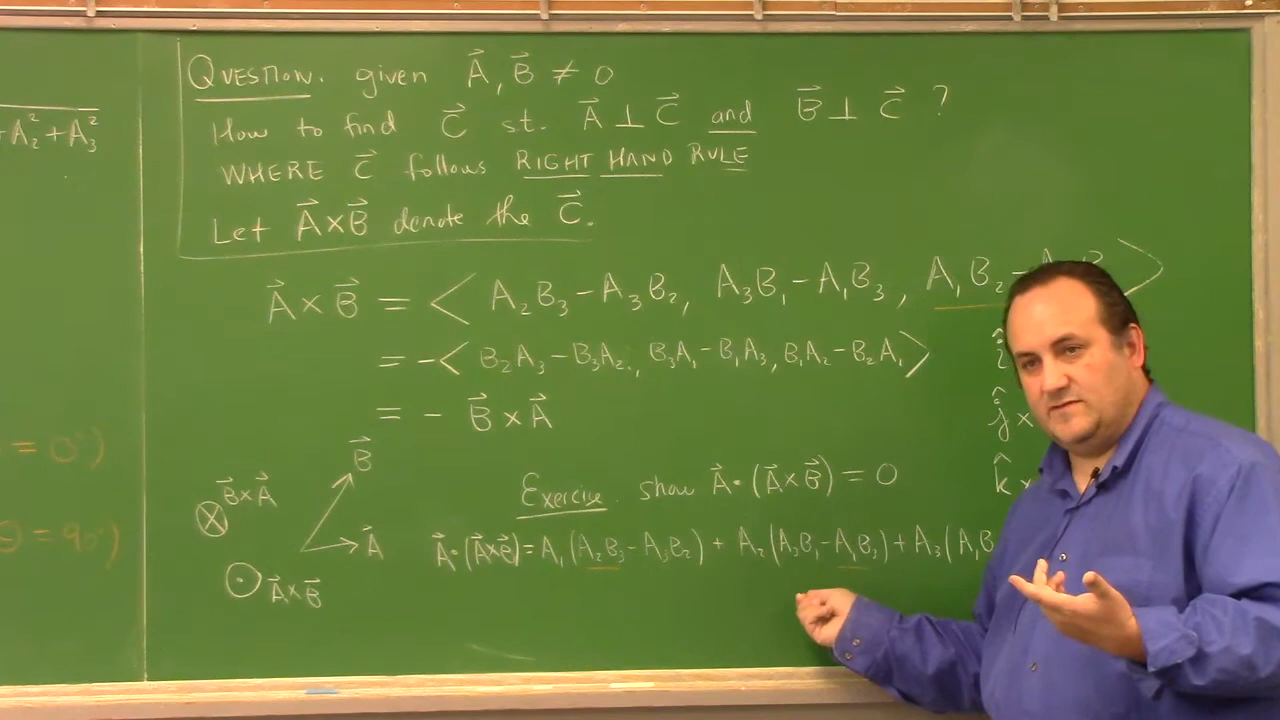 + A₂² + A₃²
= 0°)
θ = 90°)
QUESTION. given A⃗, B⃗ ≠ 0
How to find C⃗ s.t. A⃗ ⊥ C⃗ and B⃗ ⊥ C⃗ ?
WHERE C⃗ follows RIGHT HAND RULE
Let A⃗×B⃗ denote the C⃗.
A⃗ × B⃗ = < A₂B₃ − A₃B₂, A₃B₁ − A₁B₃, A₁B₂ − A₂B₁ >
= −< B₂A₃ − B₃A₂, B₃A₁ − B₁A₃, B₁A₂ − B₂A₁ >
= − B⃗ × A⃗
B⃗
B⃗×A⃗
A⃗
A⃗×B⃗
Exercise. show A⃗•(A⃗×B⃗) = 0
A⃗•(A⃗×B⃗) = A₁(A₂B₃ − A₃B₂) + A₂(A₃B₁ − A₁B₃) + A₃(A₁B
î
ĵ ×
k̂ ×